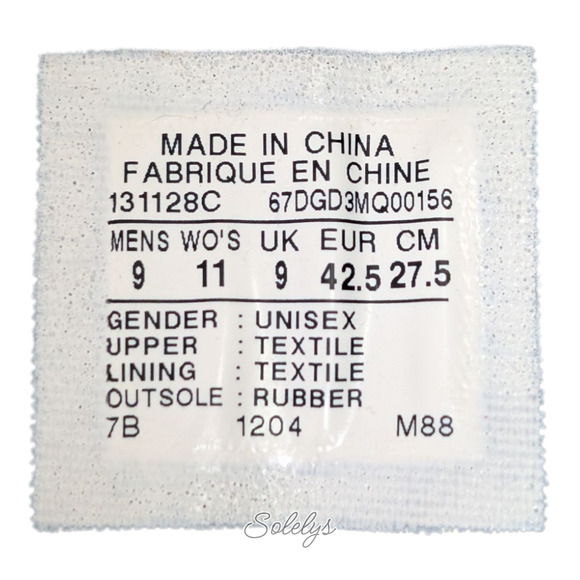 MADE IN CHINA
FABRIQUE EN CHINE
131128C 67DGD3MQ00156
MENS WO'S UK EUR CM
9 11 9 42.5 27.5
GENDER : UNISEX
UPPER : TEXTILE
LINING : TEXTILE
OUTSOLE : RUBBER
7B 1204 M88
Solelys